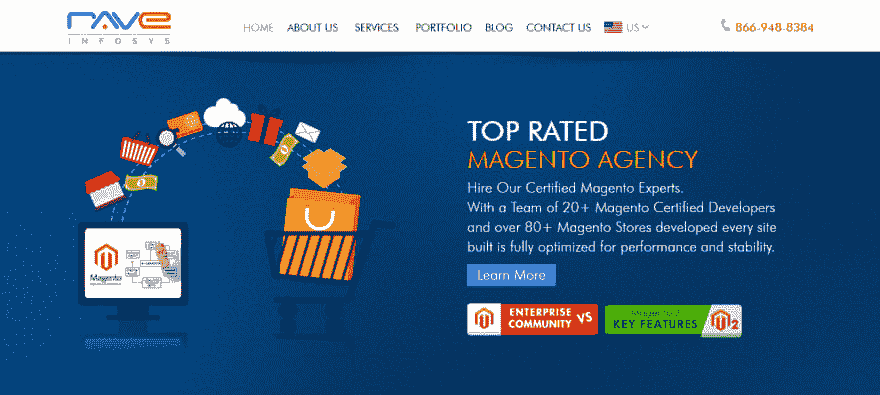 rave
INFOSYS
HOME ABOUT US SERVICES PORTFOLIO BLOG CONTACT US US 866-948-8384
TOP RATED
MAGENTO AGENCY
Hire Our Certified Magento Experts.
With a Team of 20+ Magento Certified Developers
and over 80+ Magento Stores developed every site
built is fully optimized for performance and stability.
Learn More
Magento
ENTERPRISE
COMMUNITY VS
Magento 2
KEY FEATURES
2